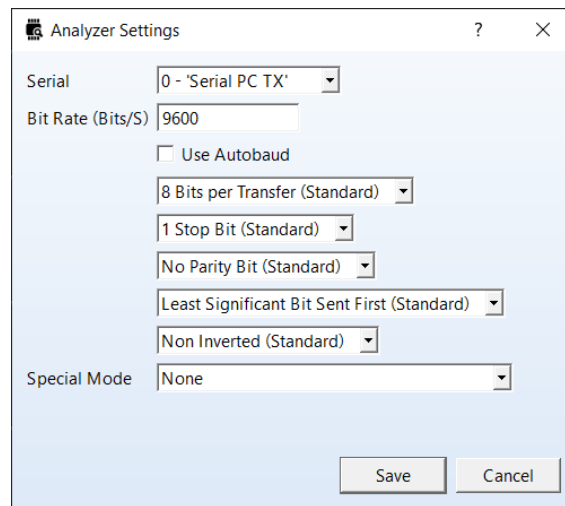 Analyzer Settings ?
Serial 0 - 'Serial PC TX'
Bit Rate (Bits/S) 9600
Use Autobaud
8 Bits per Transfer (Standard)
1 Stop Bit (Standard)
No Parity Bit (Standard)
Least Significant Bit Sent First (Standard)
Non Inverted (Standard)
Special Mode None
Save Cancel